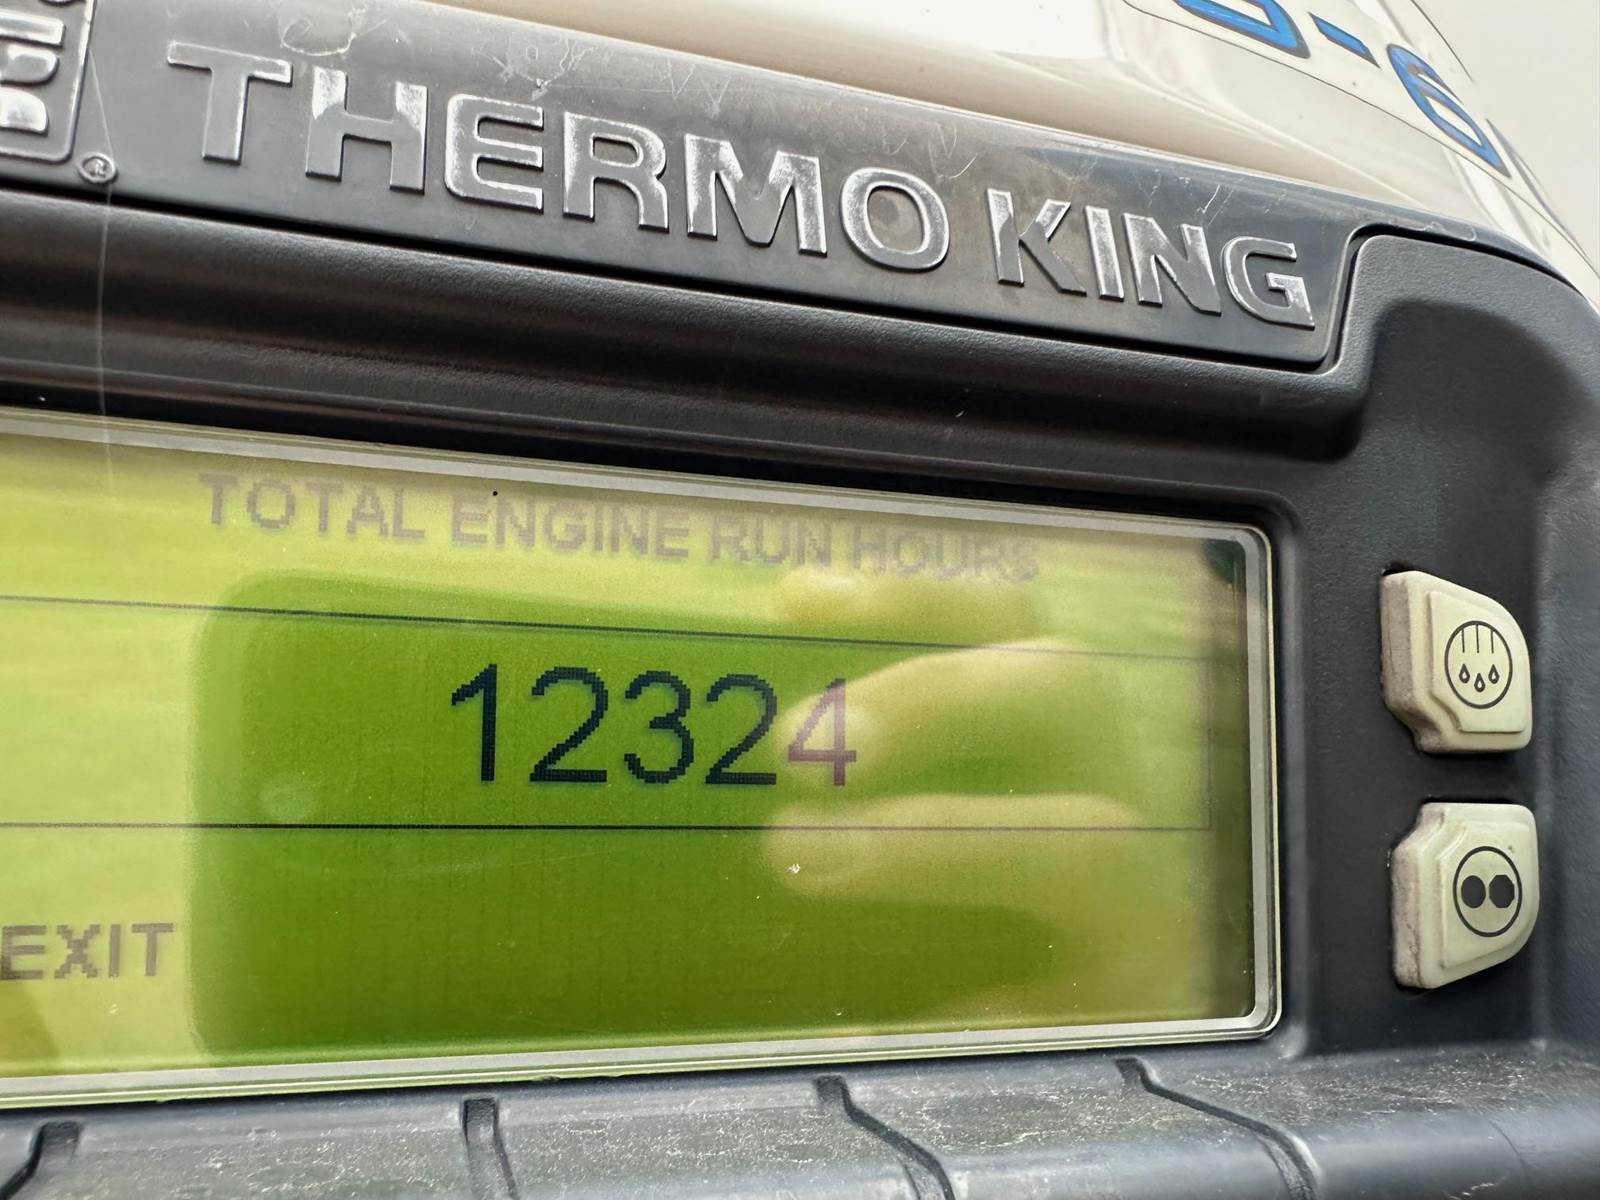 THERMO KING
®
TOTAL ENGINE RUN HOURS
12324
EXIT